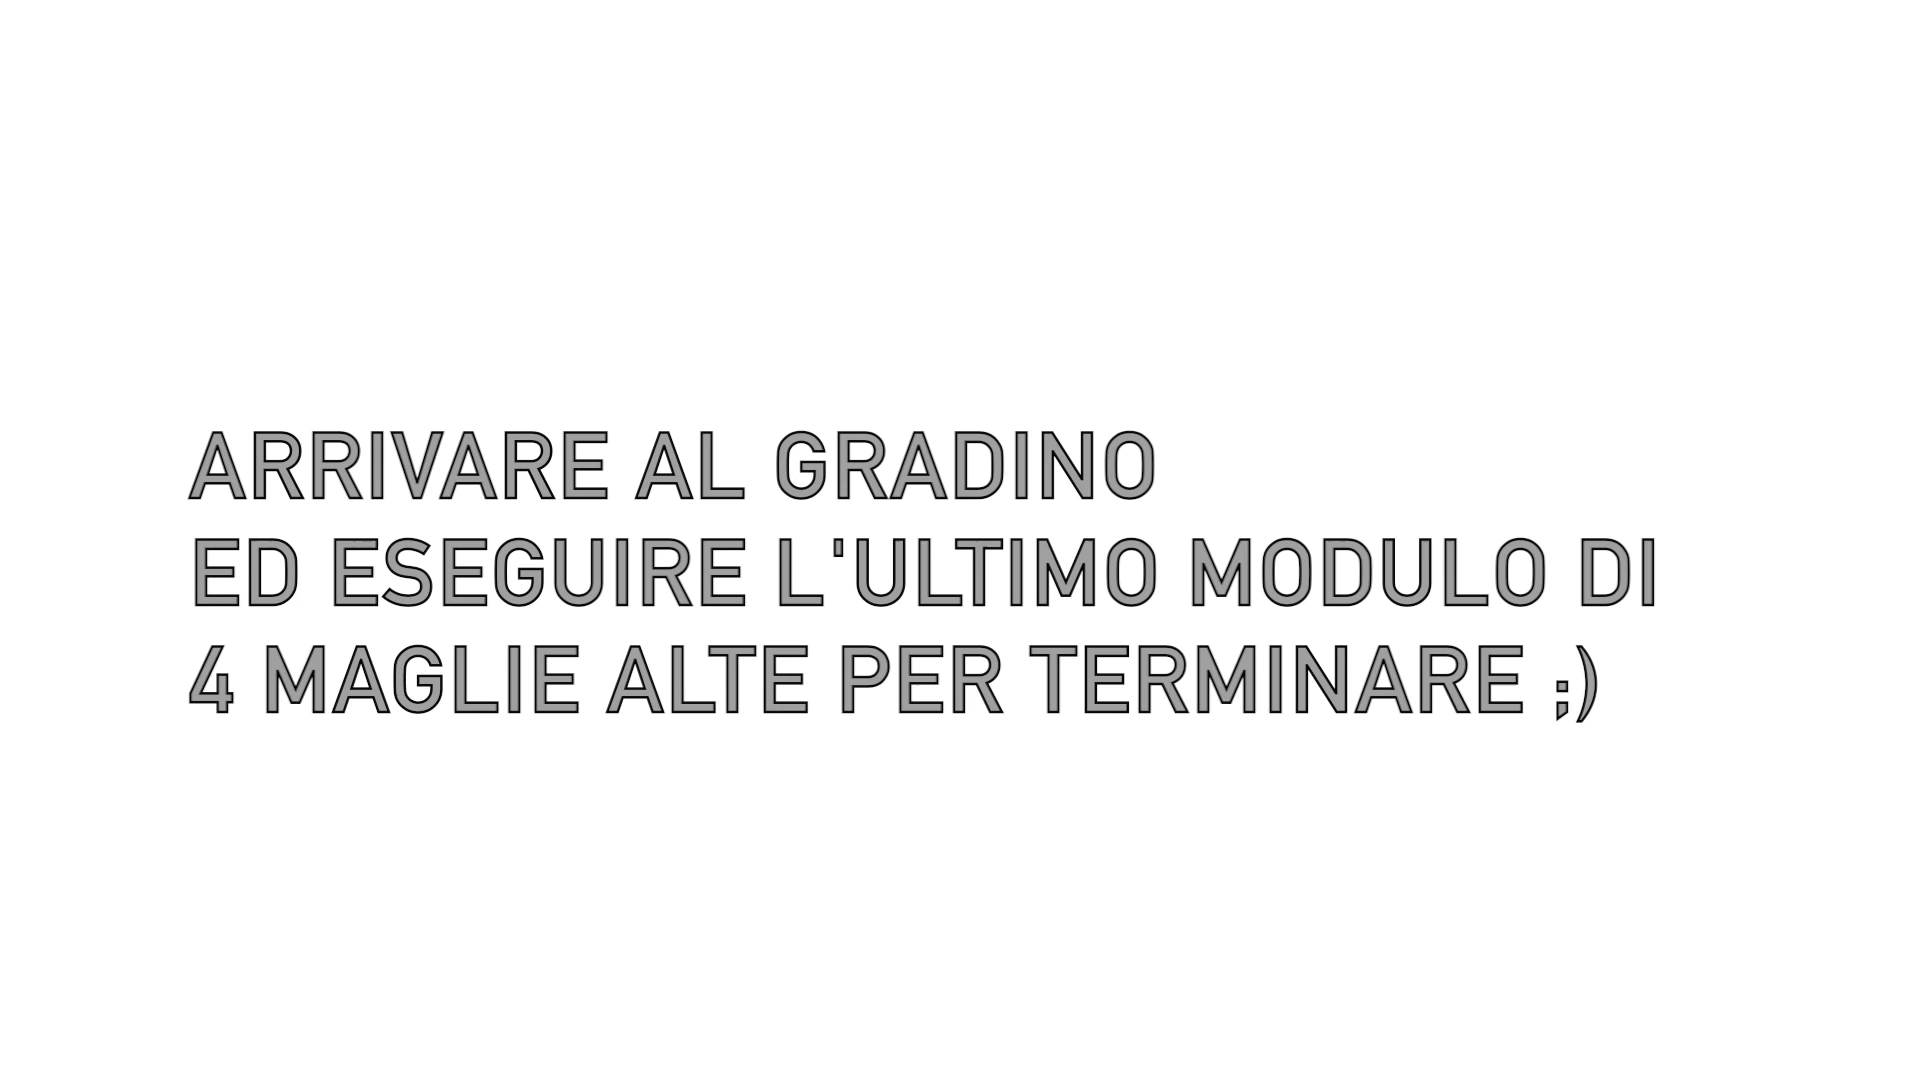 ARRIVARE AL GRADINO
ED ESEGUIRE L'ULTIMO MODULO DI
4 MAGLIE ALTE PER TERMINARE ;)